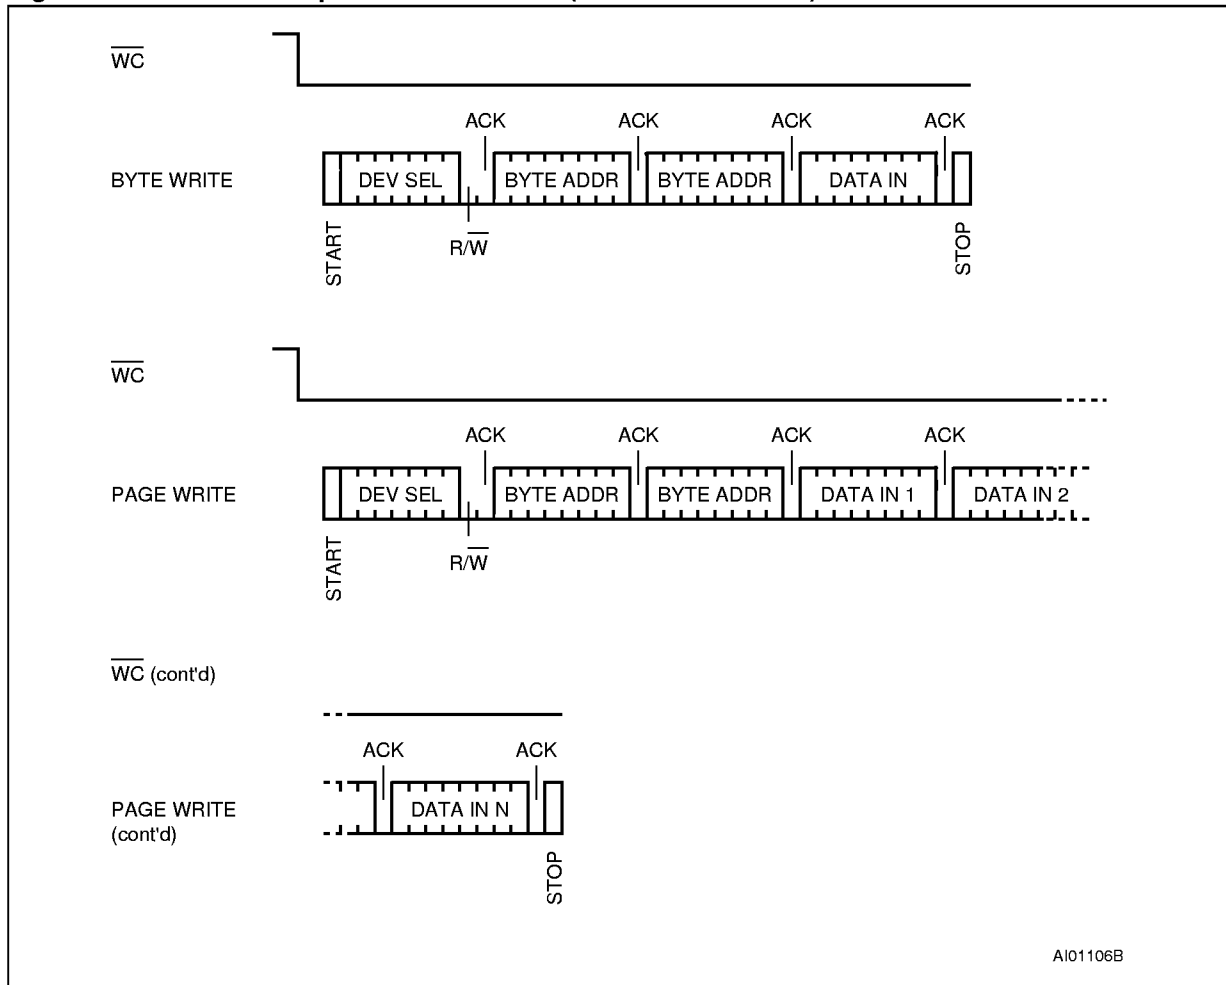 WC
ACK ACK ACK ACK
BYTE WRITE DEV SEL BYTE ADDR BYTE ADDR DATA IN
R/W
START STOP
WC
ACK ACK ACK ACK
PAGE WRITE DEV SEL BYTE ADDR BYTE ADDR DATA IN 1 DATA IN 2
R/W
START
WC (cont'd)
ACK ACK
PAGE WRITE DATA IN N
(cont'd)
STOP
AI01106B